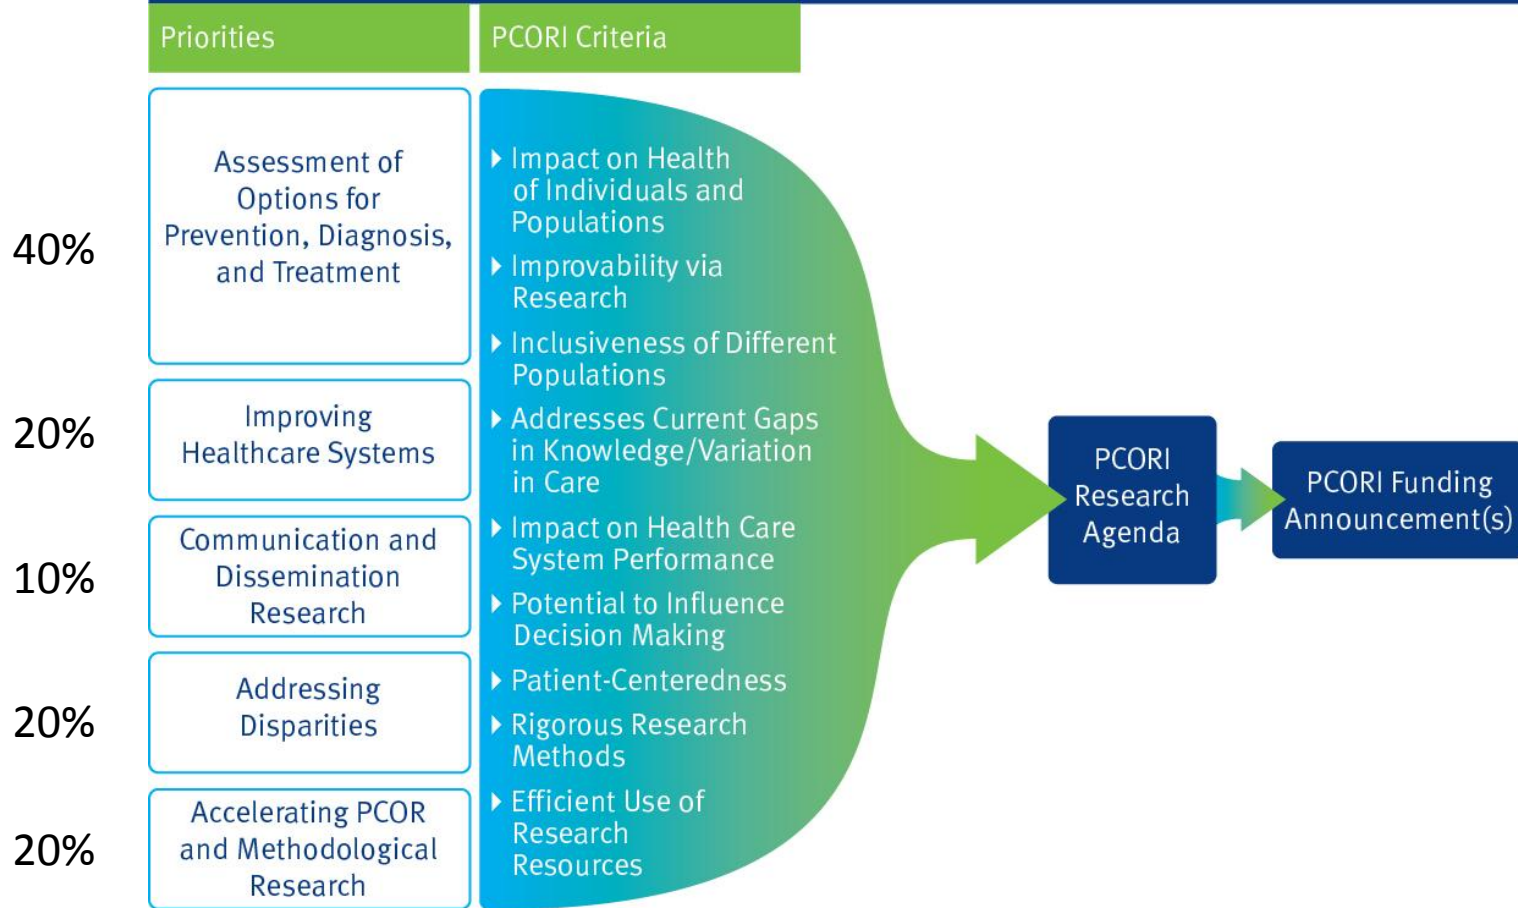 Priorities
PCORI Criteria
40%
Assessment of
Options for
Prevention, Diagnosis,
and Treatment
20%
Improving
Healthcare Systems
10%
Communication and
Dissemination
Research
20%
Addressing
Disparities
20%
Accelerating PCOR
and Methodological
Research
Impact on Health
of Individuals and
Populations
Improvability via
Research
Inclusiveness of Different
Populations
Addresses Current Gaps
in Knowledge/Variation
in Care
Impact on Health Care
System Performance
Potential to Influence
Decision Making
Patient-Centeredness
Rigorous Research
Methods
Efficient Use of
Research
Resources
PCORI
Research
Agenda
PCORI Funding
Announcement(s)